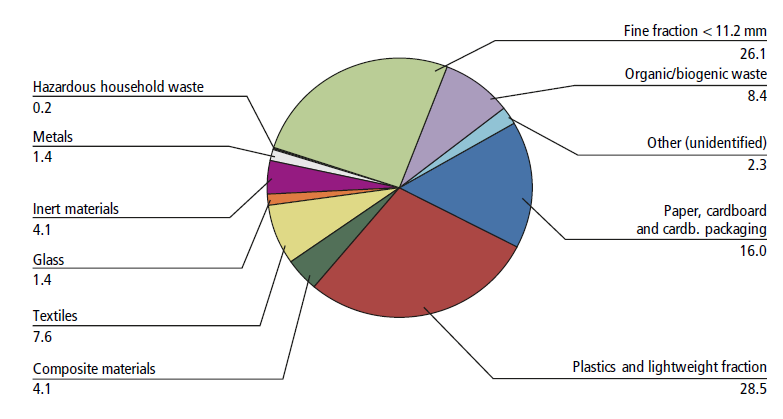 Fine fraction < 11.2 mm
26.1
Organic/biogenic waste
8.4
Other (unidentified)
2.3
Paper, cardboard
and cardb. packaging
16.0
Plastics and lightweight fraction
28.5
Hazardous household waste
0.2
Metals
1.4
Inert materials
4.1
Glass
1.4
Textiles
7.6
Composite materials
4.1